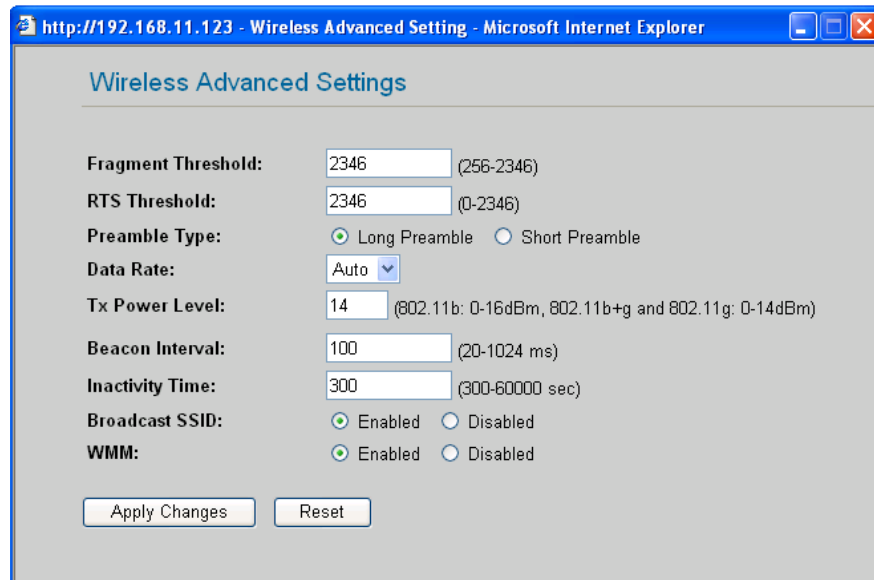 http://192.168.11.123 - Wireless Advanced Setting - Microsoft Internet Explorer
Wireless Advanced Settings
Fragment Threshold: 2346 (256-2346)
RTS Threshold: 2346 (0-2346)
Preamble Type: Long Preamble Short Preamble
Data Rate: Auto
Tx Power Level: 14 (802.11b: 0-16dBm, 802.11b+g and 802.11g: 0-14dBm)
Beacon Interval: 100 (20-1024 ms)
Inactivity Time: 300 (300-60000 sec)
Broadcast SSID: Enabled Disabled
WMM: Enabled Disabled
Apply Changes Reset